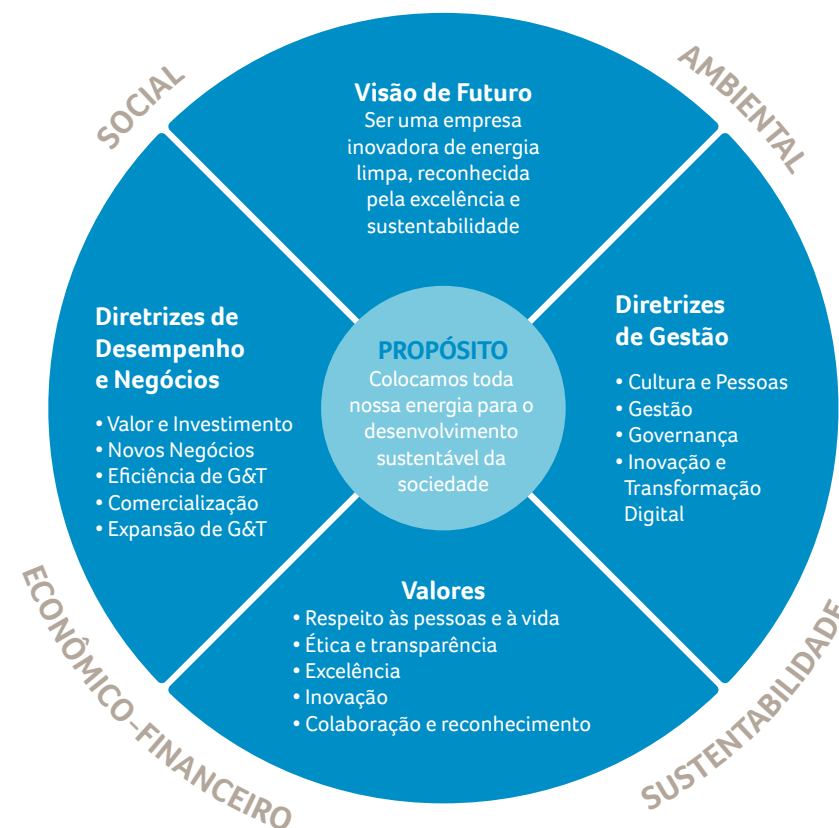 SOCIAL
AMBIENTAL
Visão de Futuro
Ser uma empresa
inovadora de energia
limpa, reconhecida
pela excelência e
sustentabilidade
Diretrizes de
Desempenho
e Negócios
• Valor e Investimento
• Novos Negócios
• Eficiência de G&T
• Comercialização
• Expansão de G&T
PROPÓSITO
Colocamos toda
nossa energia para o
desenvolvimento
sustentável da
sociedade
Diretrizes
de Gestão
• Cultura e Pessoas
• Gestão
• Governança
• Inovação e
Transformação
Digital
Valores
• Respeito às pessoas e à vida
• Ética e transparência
• Excelência
• Inovação
• Colaboração e reconhecimento
ECONÔMICO-FINANCEIRO
SUSTENTABILIDADE